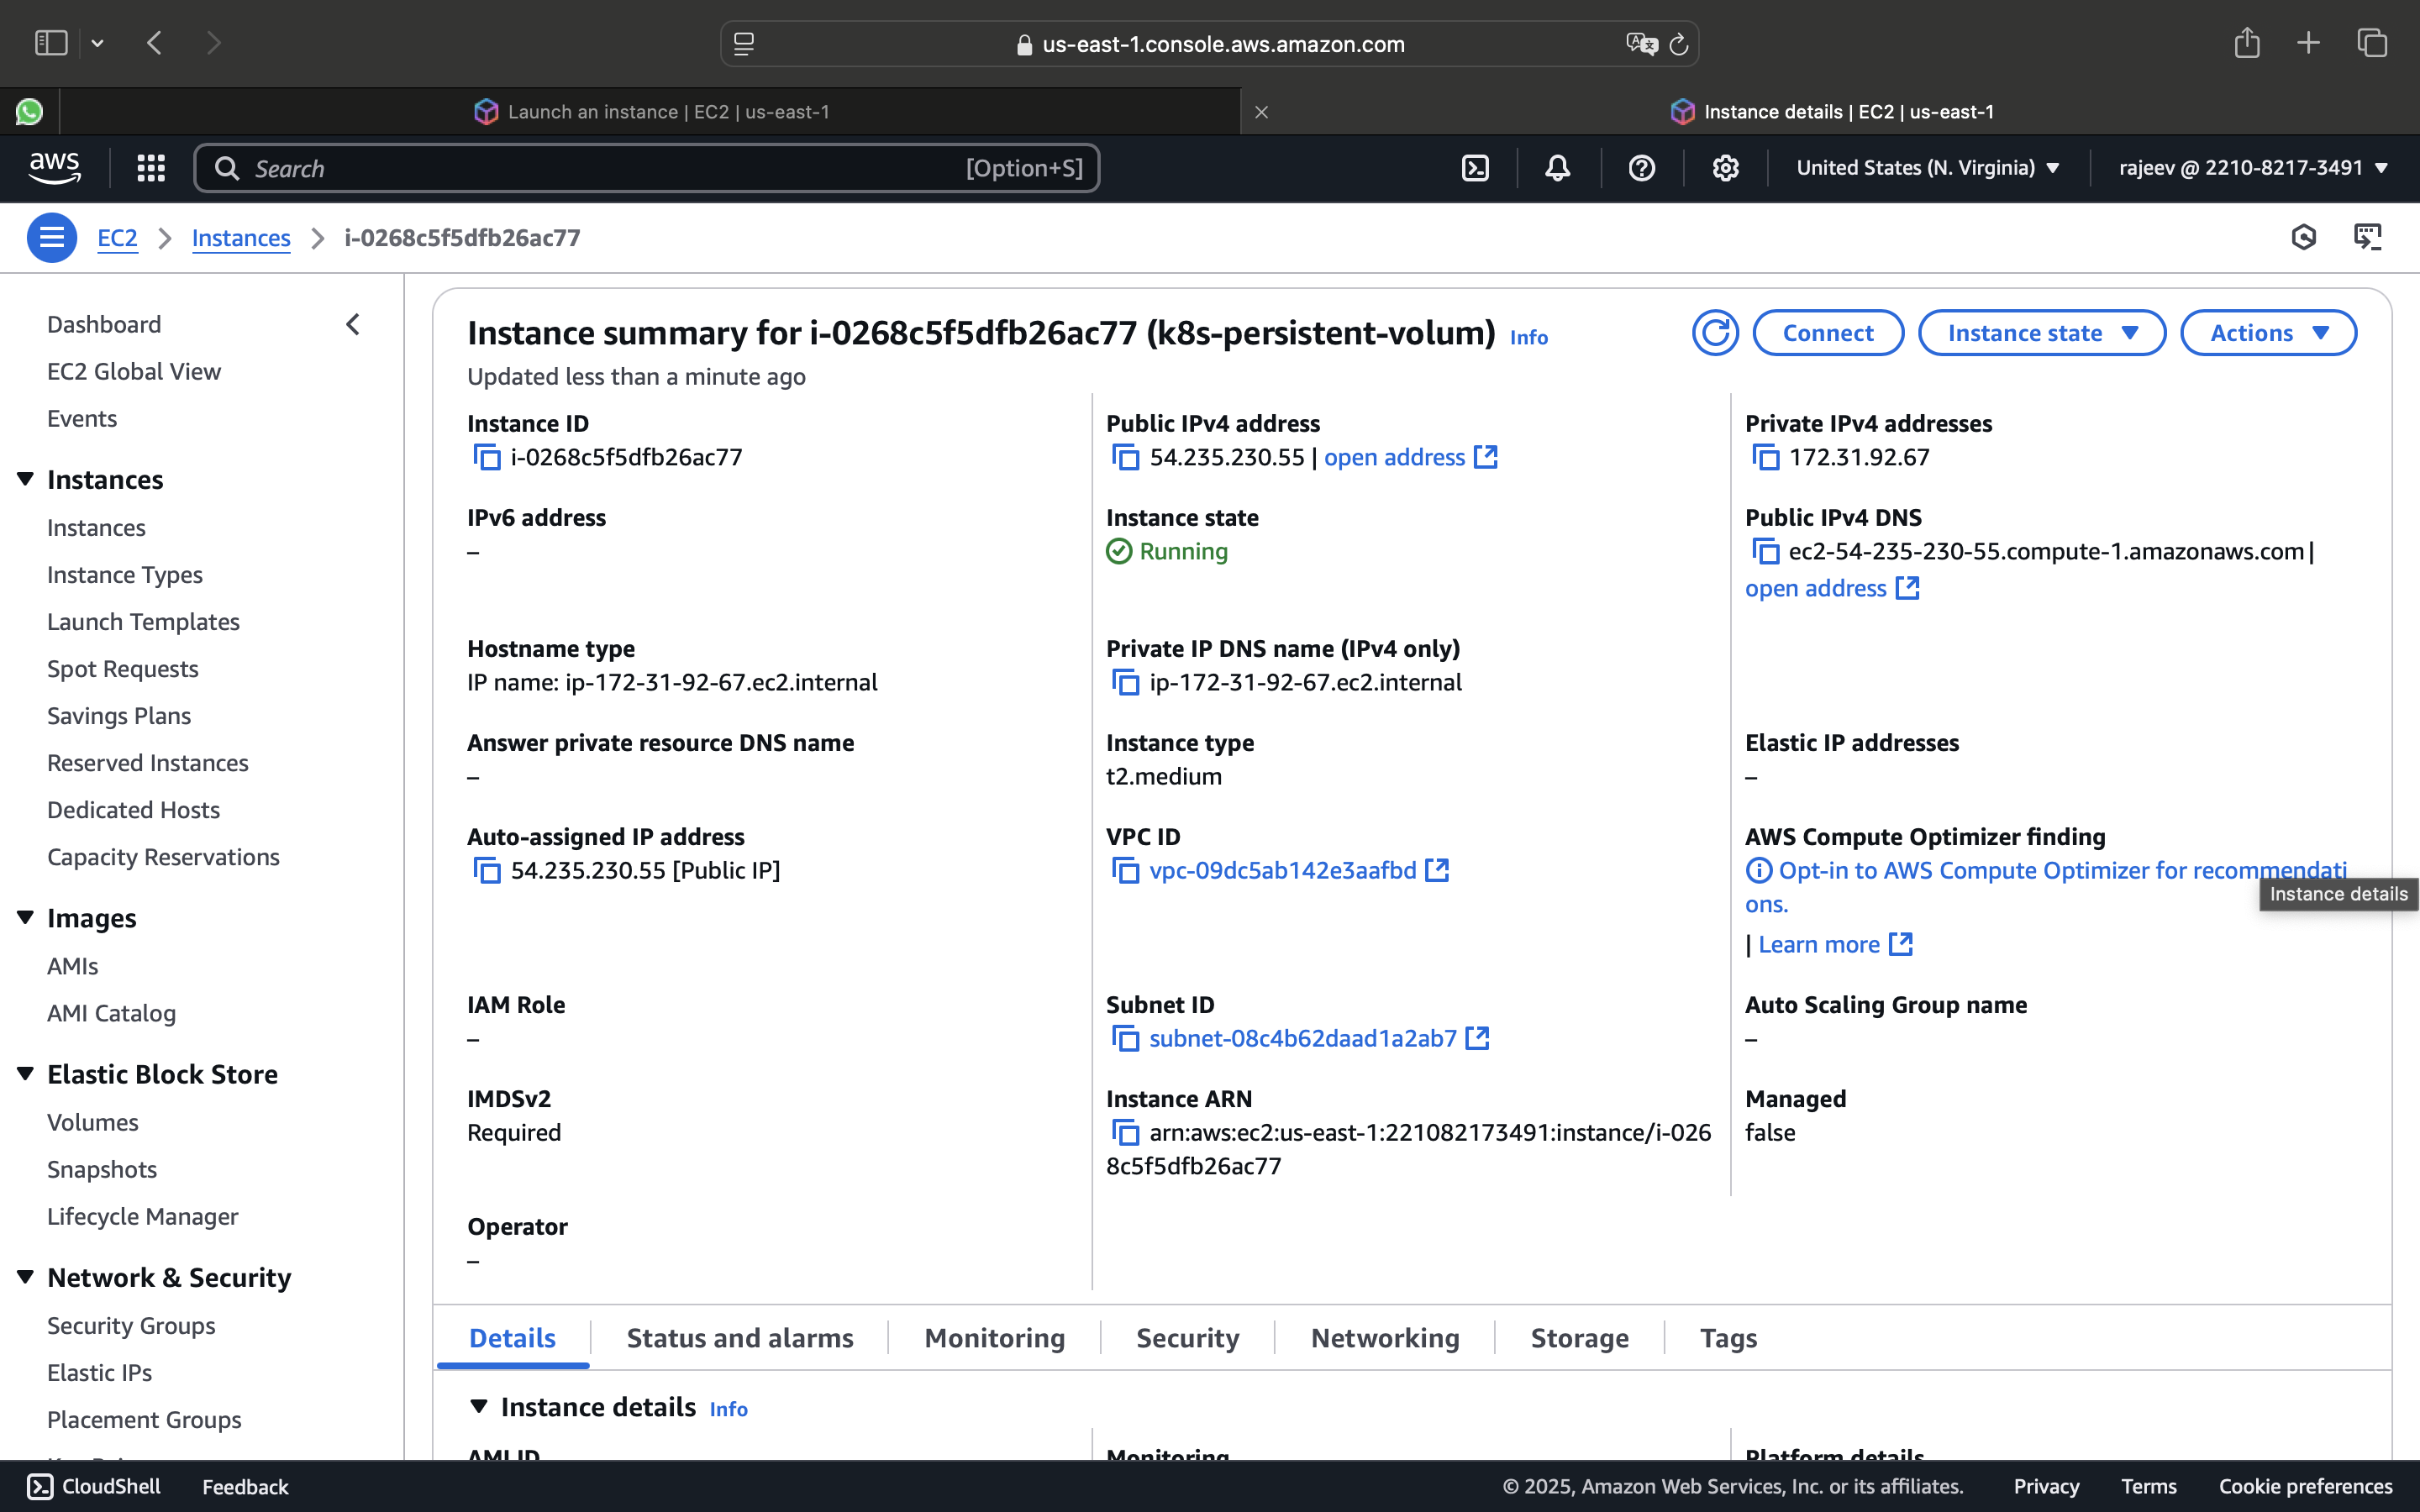 us-east-1.console.aws.amazon.com
Launch an instance | EC2 | us-east-1
Instance details | EC2 | us-east-1
aws
Search
[Option+S]
United States (N. Virginia)
rajeev @ 2210-8217-3491
EC2
Instances
i-0268c5f5dfb26ac77
Dashboard
EC2 Global View
Events
Instances
Instances
Instance Types
Launch Templates
Spot Requests
Savings Plans
Reserved Instances
Dedicated Hosts
Capacity Reservations
Images
AMIs
AMI Catalog
Elastic Block Store
Volumes
Snapshots
Lifecycle Manager
Network & Security
Security Groups
Elastic IPs
Placement Groups
Instance summary for i-0268c5f5dfb26ac77 (k8s-persistent-volum) Info
Updated less than a minute ago
Connect
Instance state
Actions
Instance ID
i-0268c5f5dfb26ac77
Public IPv4 address
54.235.230.55 | open address
Private IPv4 addresses
172.31.92.67
IPv6 address
–
Instance state
Running
Public IPv4 DNS
ec2-54-235-230-55.compute-1.amazonaws.com |
open address
Hostname type
IP name: ip-172-31-92-67.ec2.internal
Private IP DNS name (IPv4 only)
ip-172-31-92-67.ec2.internal
Answer private resource DNS name
–
Instance type
t2.medium
Elastic IP addresses
–
Auto-assigned IP address
54.235.230.55 [Public IP]
VPC ID
vpc-09dc5ab142e3aafbd
AWS Compute Optimizer finding
Opt-in to AWS Compute Optimizer for recommendati
ons.
| Learn more
Instance details
IAM Role
–
Subnet ID
subnet-08c4b62daad1a2ab7
Auto Scaling Group name
–
IMDSv2
Required
Instance ARN
arn:aws:ec2:us-east-1:221082173491:instance/i-026
8c5f5dfb26ac77
Managed
false
Operator
–
Details
Status and alarms
Monitoring
Security
Networking
Storage
Tags
Instance details Info
AMI ID
Monitoring
Platform details
CloudShell
Feedback
© 2025, Amazon Web Services, Inc. or its affiliates.
Privacy
Terms
Cookie preferences